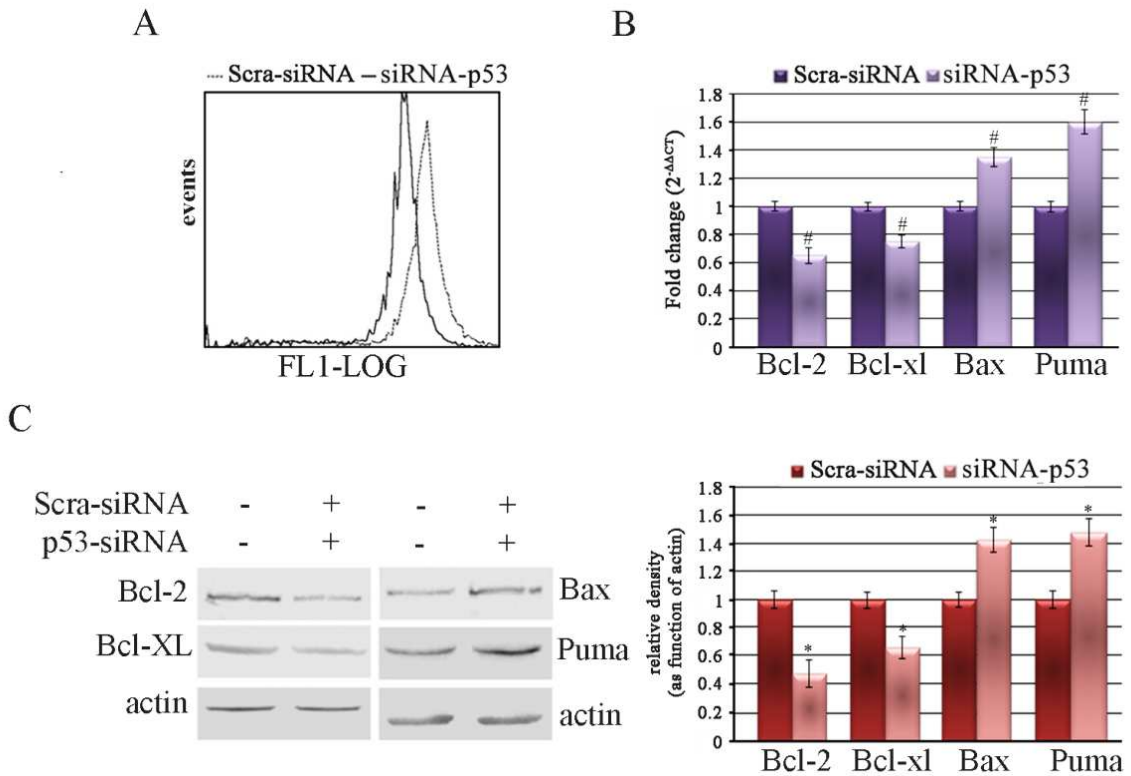 A
Scra-siRNA siRNA-p53
events
FL1-LOG
B
Scra-siRNA siRNA-p53
Fold change (2-ΔΔCT)
1.8
1.6
1.4
1.2
1
0.8
0.6
0.4
0.2
0
# # # #
Bcl-2 Bcl-xl Bax Puma
C
Scra-siRNA - + - +
p53-siRNA - + - +
Bcl-2 Bax
Bcl-XL Puma
actin actin
Scra-siRNA siRNA-p53
relative density
(as function of actin)
1.8
1.6
1.4
1.2
1
0.8
0.6
0.4
0.2
0
* * * *
Bcl-2 Bcl-xl Bax Puma